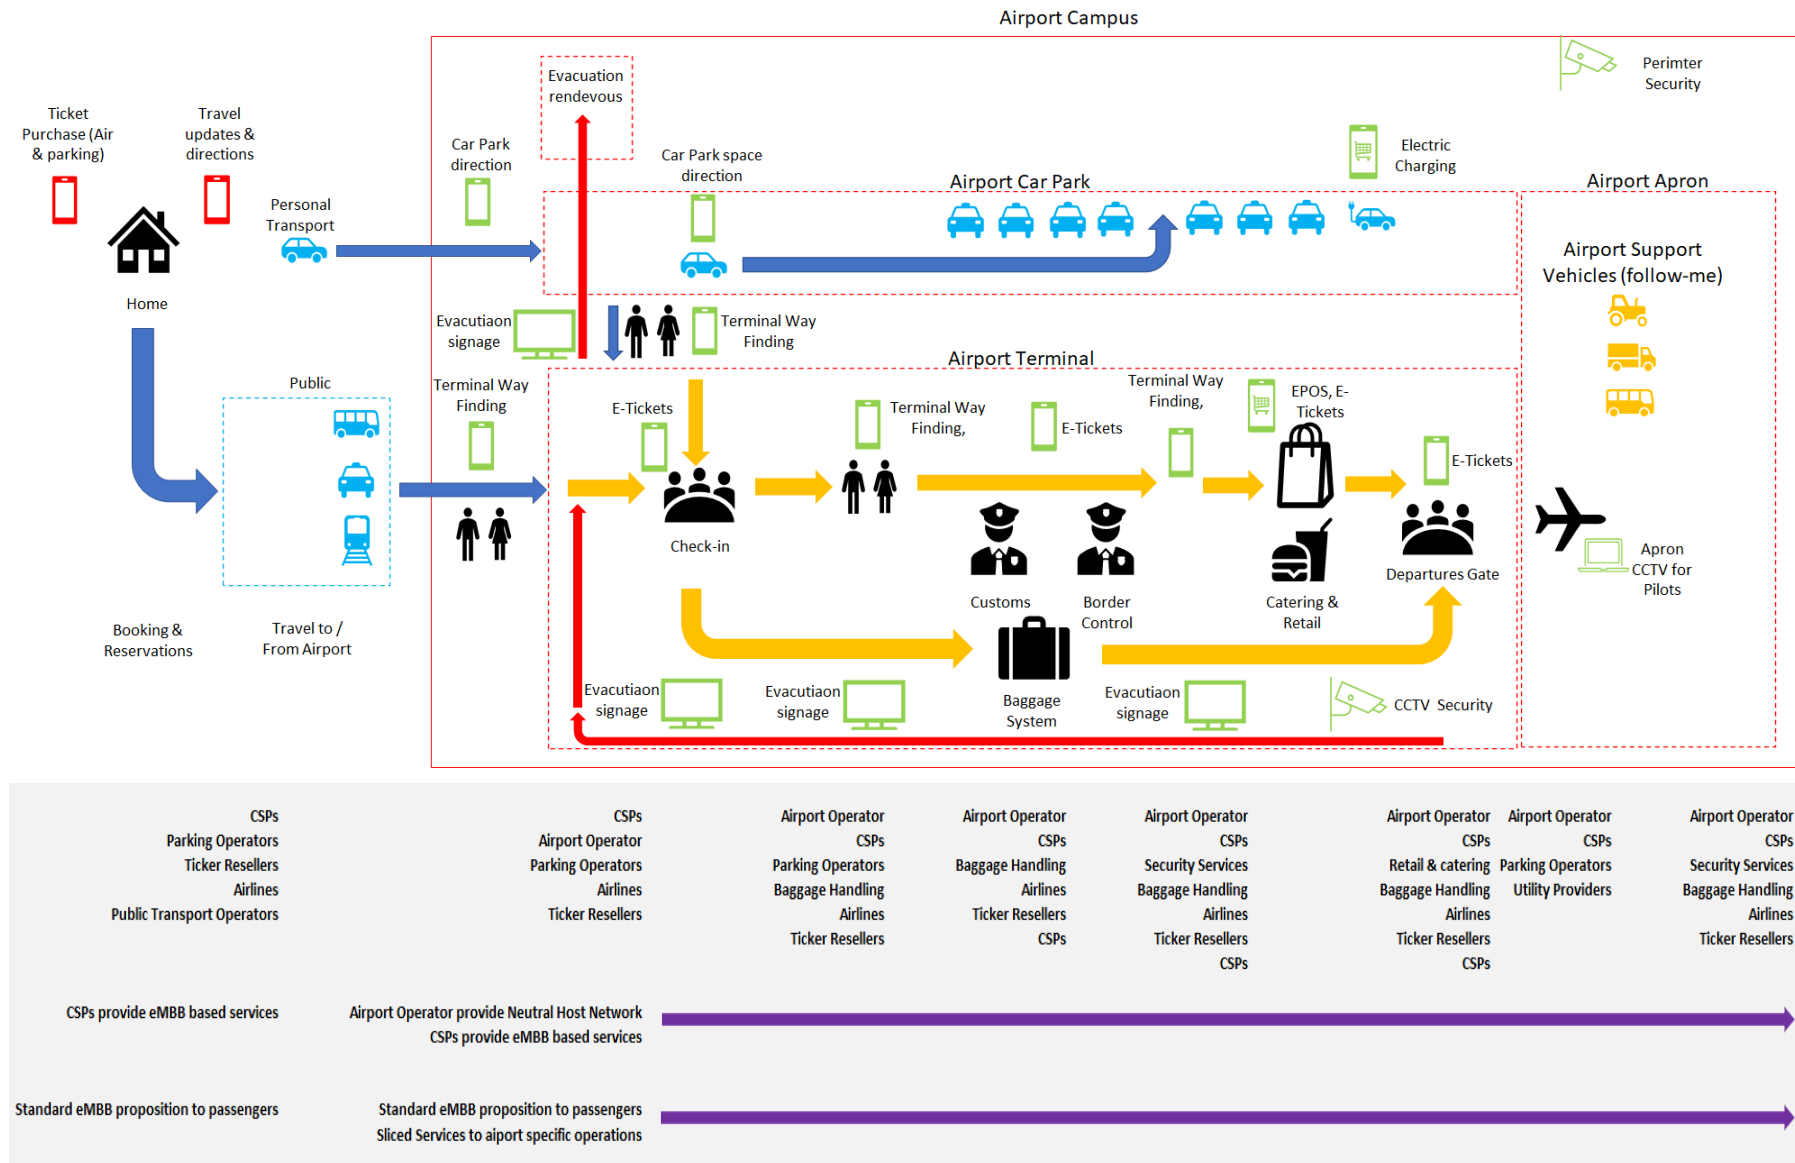 Airport Campus
Perimter
Security
Evacuation
rendevous
Ticket
Purchase (Air
& parking)
Travel
updates &
directions
Car Park
direction
Car Park space
direction
Electric
Charging
Airport Car Park
Airport Apron
Personal
Transport
Home
Airport Support
Vehicles (follow-me)
Evacutiaon
signage
Terminal Way
Finding
Airport Terminal
Public
Terminal Way
Finding
E-Tickets
Terminal Way
Finding,
E-Tickets
Terminal Way
Finding,
EPOS, E-
Tickets
E-Tickets
Check-in
Customs
Border
Control
Catering &
Retail
Departures Gate
Apron
CCTV for
Pilots
Booking &
Reservations
Travel to /
From Airport
Evacutiaon
signage
Evacutiaon
signage
Baggage
System
Evacutiaon
signage
CCTV  Security
CSPs
Parking Operators
Ticker Resellers
Airlines
Public Transport Operators
CSPs
Airport Operator
Parking Operators
Airlines
Ticker Resellers
Airport Operator
CSPs
Parking Operators
Baggage Handling
Airlines
Ticker Resellers
Airport Operator
CSPs
Baggage Handling
Airlines
Ticker Resellers
CSPs
Airport Operator
CSPs
Security Services
Baggage Handling
Airlines
Ticker Resellers
CSPs
Airport Operator
CSPs
Retail & catering
Baggage Handling
Airlines
Ticker Resellers
CSPs
Airport Operator
CSPs
Parking Operators
Utility Providers
Airport Operator
CSPs
Security Services
Baggage Handling
Airlines
Ticker Resellers
CSPs provide eMBB based services
Airport Operator provide Neutral Host Network
CSPs provide eMBB based services
Standard eMBB proposition to passengers
Standard eMBB proposition to passengers
Sliced Services to aiport specific operations